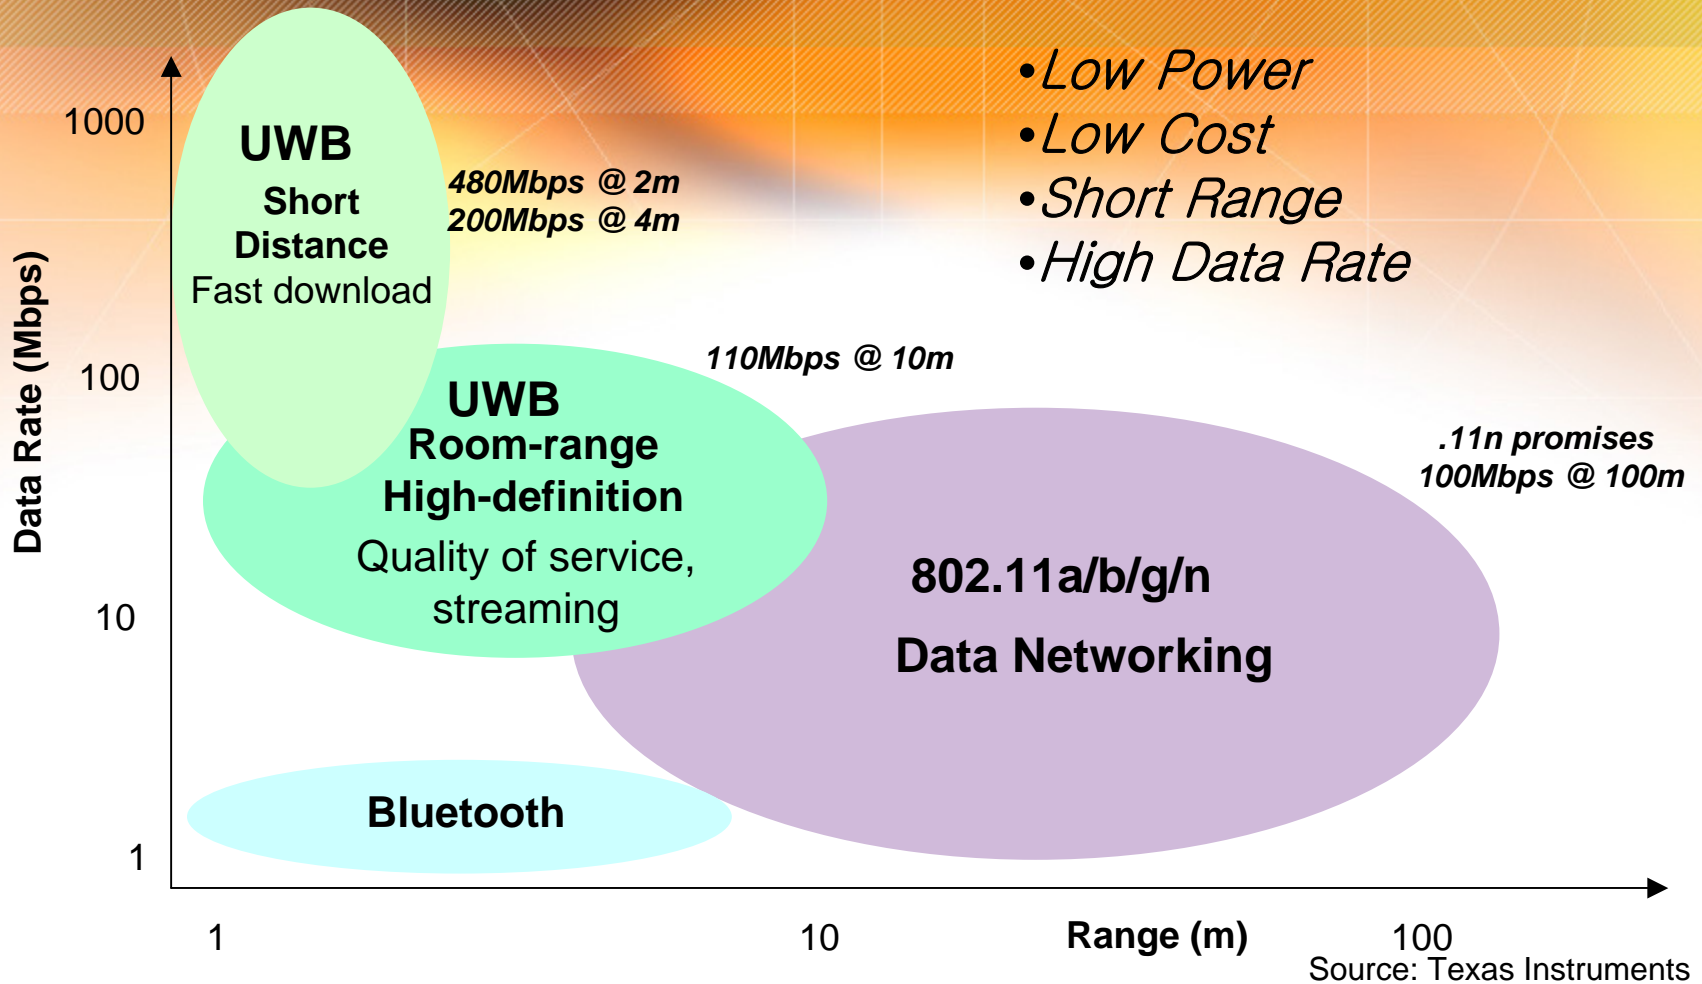 •Low Power
•Low Cost
•Short Range
•High Data Rate
Data Rate (Mbps)
1000
100
10
1
UWB
Short
Distance
Fast download
480Mbps @ 2m
200Mbps @ 4m
110Mbps @ 10m
UWB
Room-range
High-definition
Quality of service,
streaming
.11n promises
100Mbps @ 100m
802.11a/b/g/n
Data Networking
Bluetooth
1
10
Range (m)
100
Source: Texas Instruments